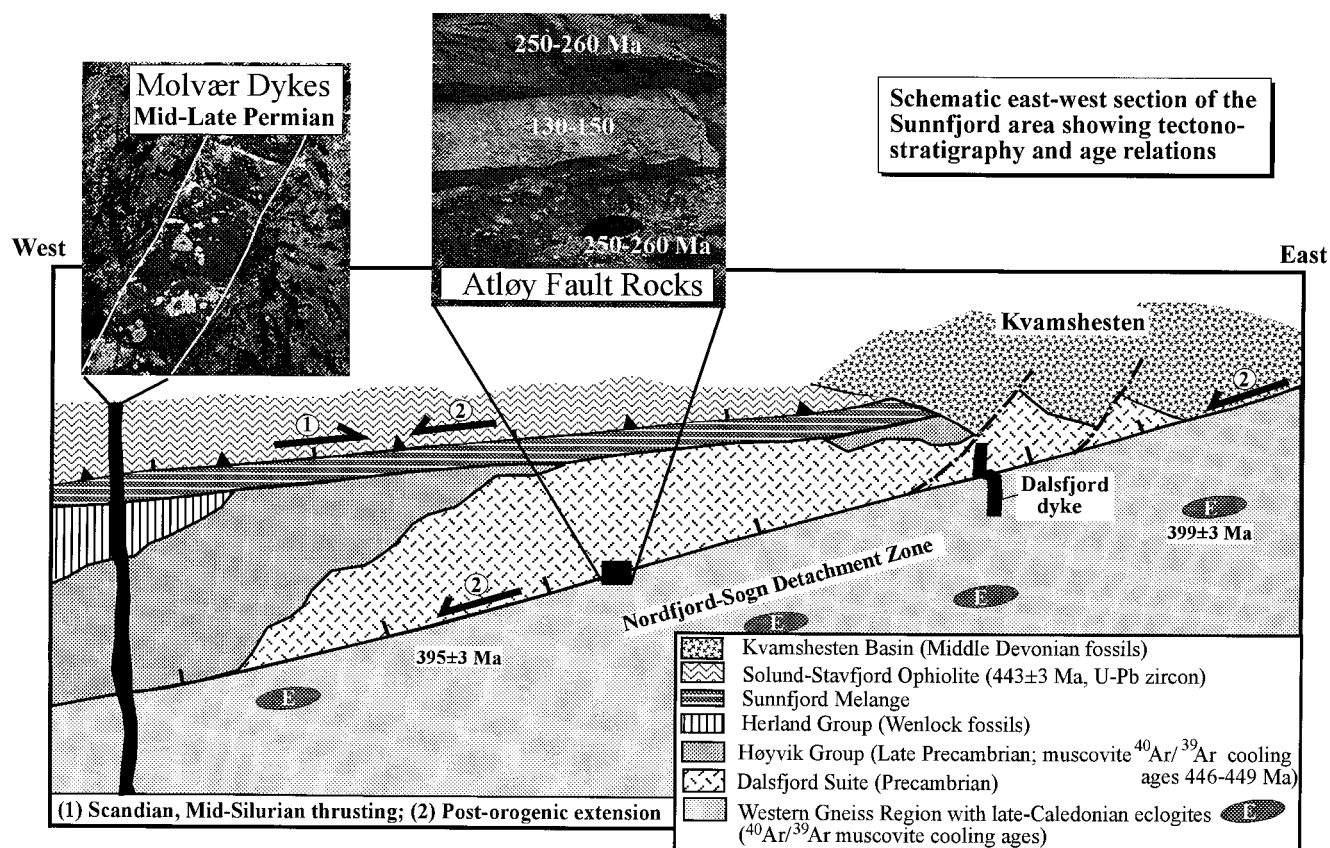 Molvær Dykes
Mid-Late Permian
250-260 Ma
130-150
250-260 Ma
Atløy Fault Rocks
Schematic east-west section of the
Sunnfjord area showing tectono-
stratigraphy and age relations
West
East
Kvamshesten
1
2
2
2
Dalsfjord
dyke
E
399±3 Ma
Nordfjord-Sogn Detachment Zone
E
E
395±3 Ma
E
Kvamshesten Basin (Middle Devonian fossils)
Solund-Stavfjord Ophiolite (443±3 Ma, U-Pb zircon)
Sunnfjord Melange
Herland Group (Wenlock fossils)
Høyvik Group (Late Precambrian; muscovite 40Ar/39Ar cooling
ages 446-449 Ma)
Dalsfjord Suite (Precambrian)
Western Gneiss Region with late-Caledonian eclogites E
(40Ar/39Ar muscovite cooling ages)
(1) Scandian, Mid-Silurian thrusting; (2) Post-orogenic extension